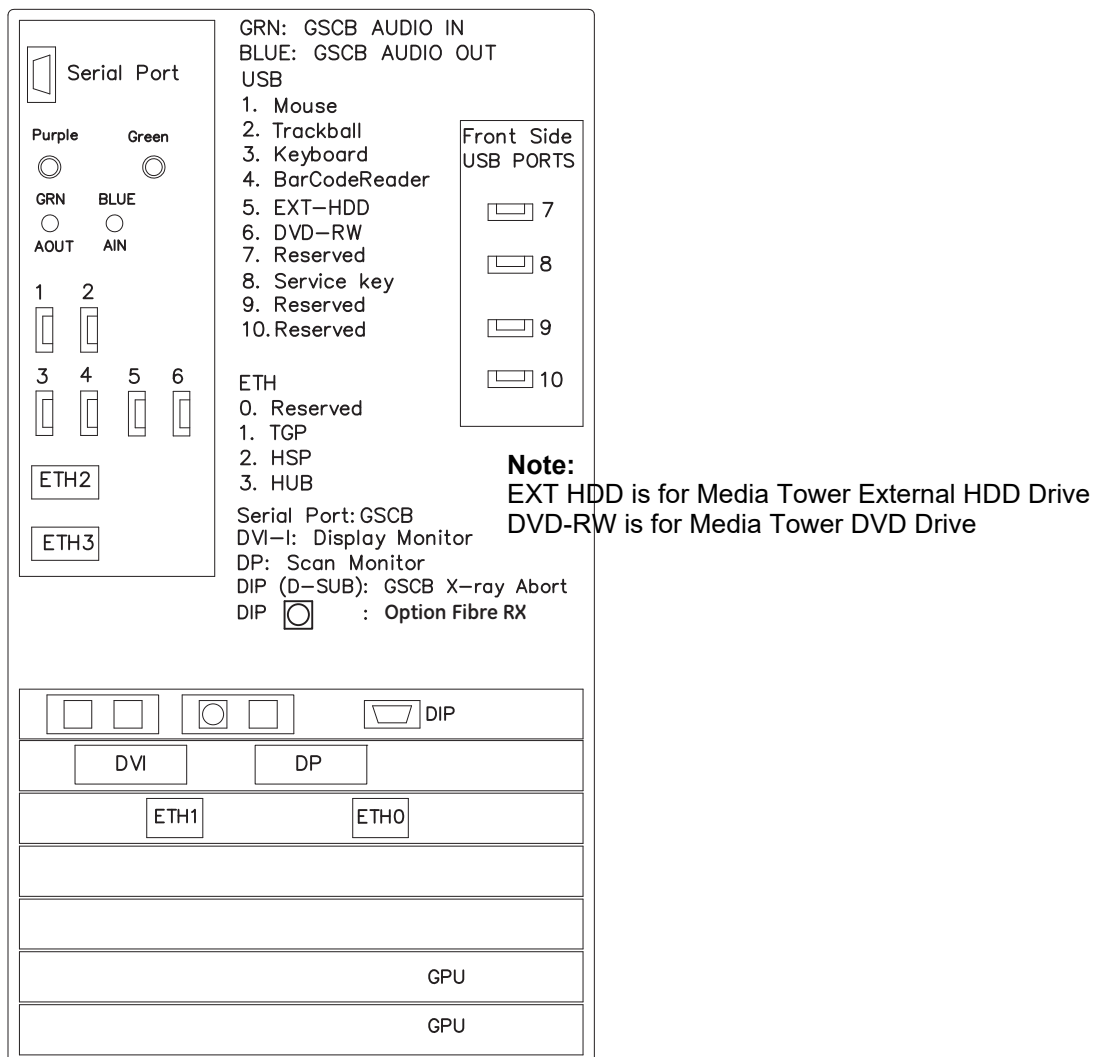 Serial Port
Purple Green
GRN BLUE
AOUT AIN
1 2
3 4 5 6
ETH2
ETH3
GRN: GSCB AUDIO IN
BLUE: GSCB AUDIO OUT
USB
1. Mouse
2. Trackball
3. Keyboard
4. BarCodeReader
5. EXT-HDD
6. DVD-RW
7. Reserved
8. Service key
9. Reserved
10. Reserved
ETH
0. Reserved
1. TGP
2. HSP
3. HUB
Serial Port: GSCB
DVI-I: Display Monitor
DP: Scan Monitor
DIP (D-SUB): GSCB X-ray Abort
DIP : Option Fibre RX
Front Side
USB PORTS
7
8
9
10
Note:
EXT HDD is for Media Tower External HDD Drive
DVD-RW is for Media Tower DVD Drive
DIP
DVI DP
ETH1 ETH0
GPU
GPU